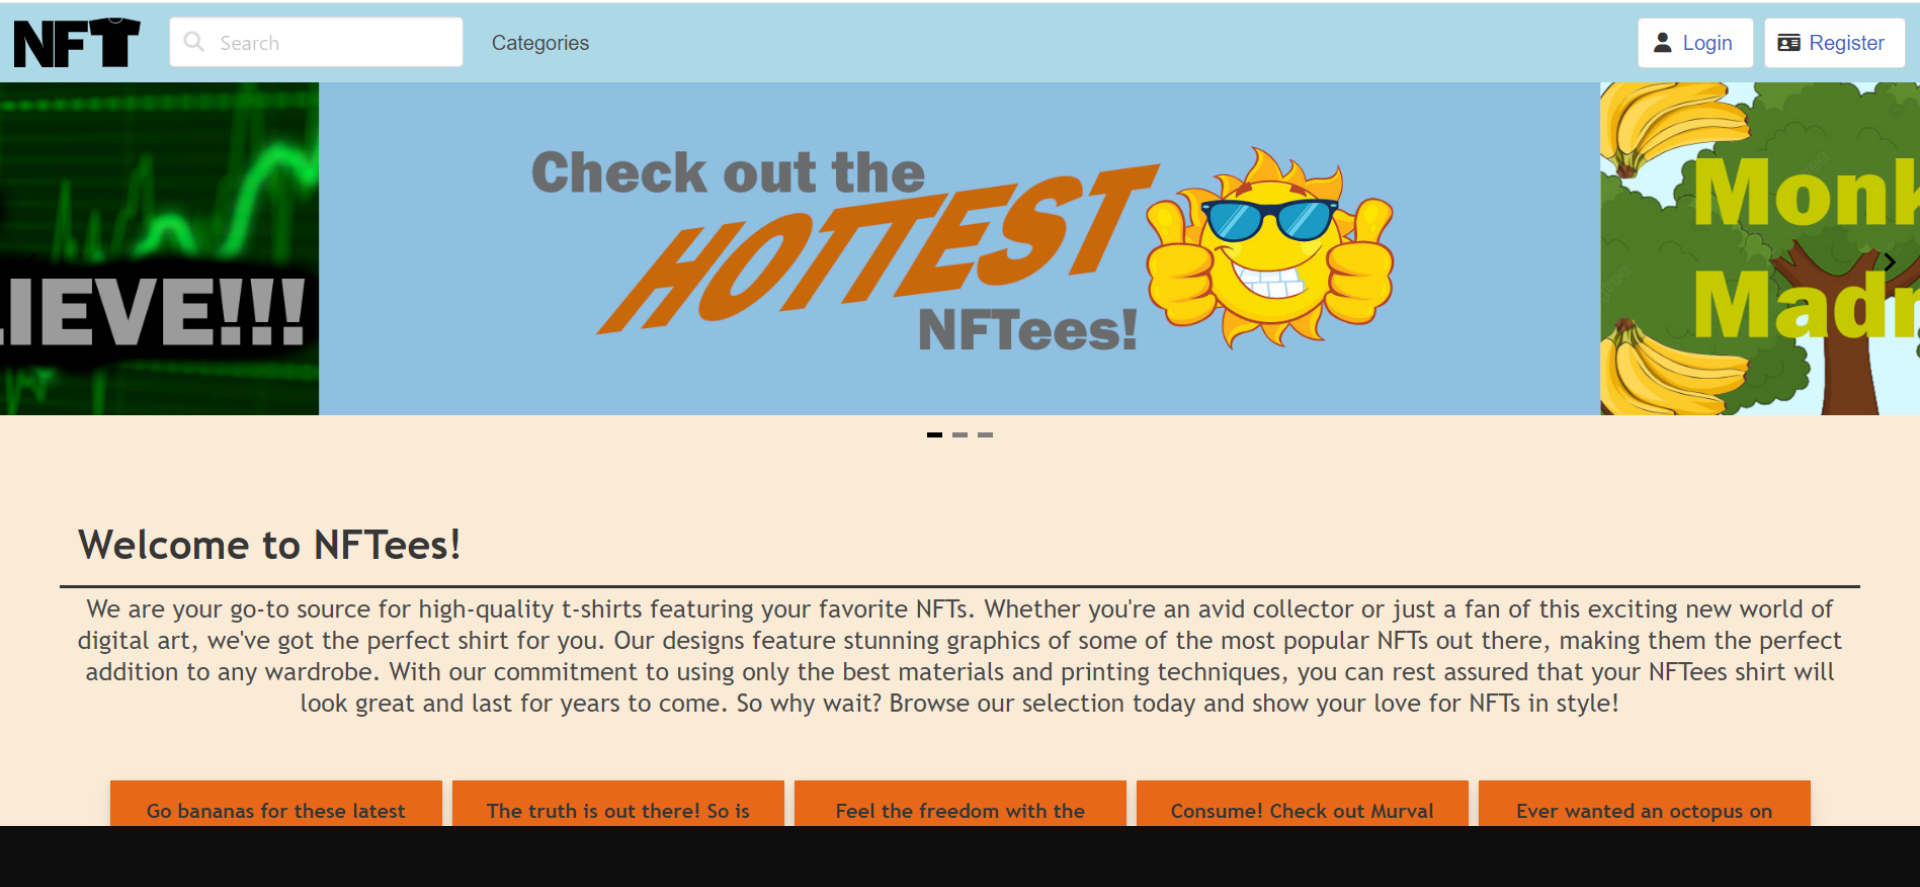 NFT
Search
Categories
Login
Register
LIEVE!!!
Check out the
HOTTEST
NFTees!
Monk
Madn
Welcome to NFTees!
We are your go-to source for high-quality t-shirts featuring your favorite NFTs. Whether you're an avid collector or just a fan of this exciting new world of
digital art, we've got the perfect shirt for you. Our designs feature stunning graphics of some of the most popular NFTs out there, making them the perfect
addition to any wardrobe. With our commitment to using only the best materials and printing techniques, you can rest assured that your NFTees shirt will
look great and last for years to come. So why wait? Browse our selection today and show your love for NFTs in style!
Go bananas for these latest
The truth is out there! So is
Feel the freedom with the
Consume! Check out Murval
Ever wanted an octopus on